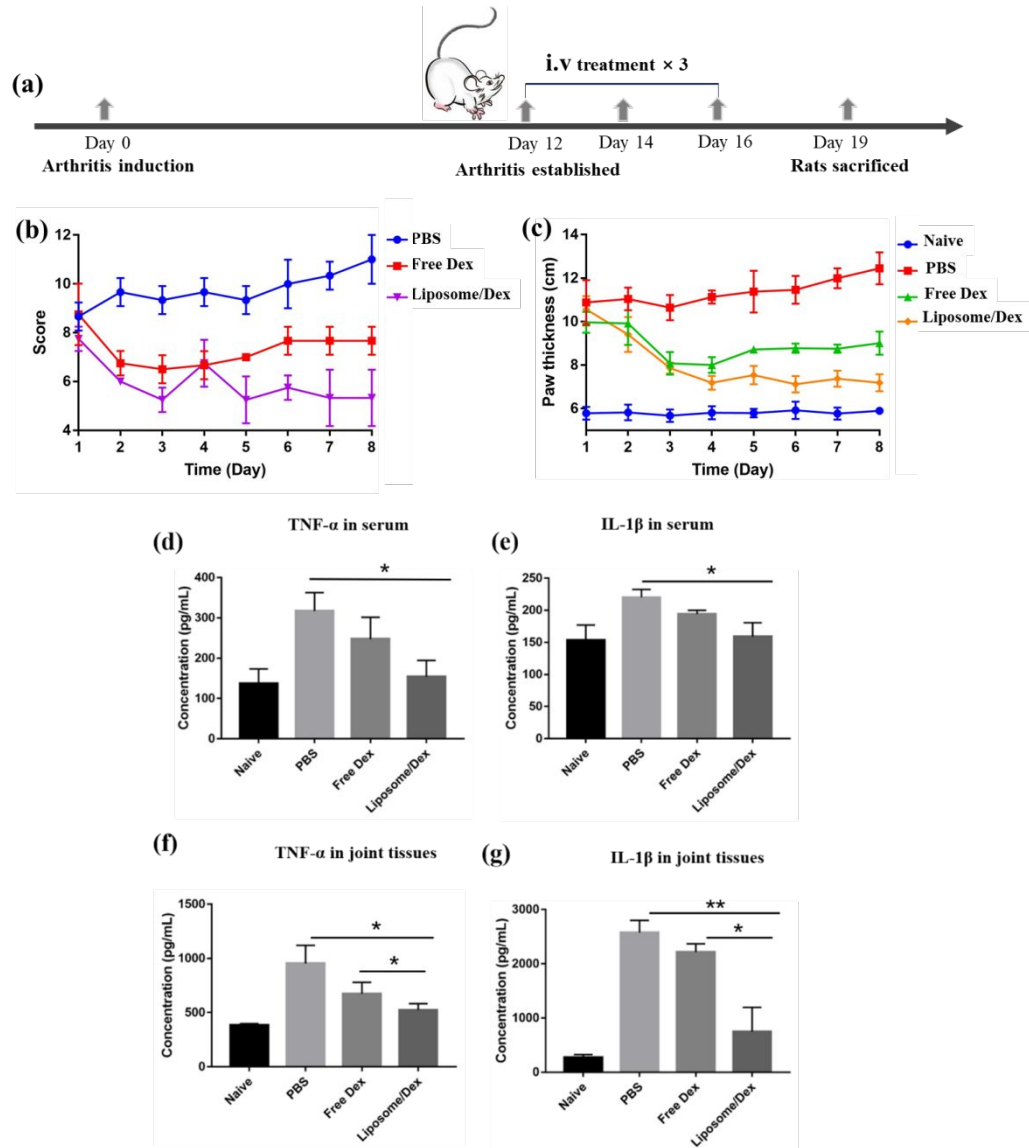 (a)
i.v treatment × 3
Day 0
Day 12
Day 14
Day 16
Day 19
Arthritis induction
Arthritis established
Rats sacrificed
(b)
12
10
8
6
4
Score
1 2 3 4 5 6 7 8
Time (Day)
PBS
Free Dex
Liposome/Dex
(c)
14
12
10
8
6
Paw thickness (cm)
1 2 3 4 5 6 7 8
Time (Day)
Naive
PBS
Free Dex
Liposome/Dex
(d)
TNF-α in serum
*
400
300
200
100
0
Concentration (pg/mL)
Naive
PBS
Free Dex
Liposome/Dex
(e)
IL-1β in serum
*
250
200
150
100
50
0
Concentration (pg/mL)
Naive
PBS
Free Dex
Liposome/Dex
(f)
TNF-α in joint tissues
*
*
1500
1000
500
0
Concentration (pg/mL)
Naive
PBS
Free Dex
Liposome/Dex
(g)
IL-1β in joint tissues
**
*
3000
2000
1000
0
Concentration (pg/mL)
Naive
PBS
Free Dex
Liposome/Dex